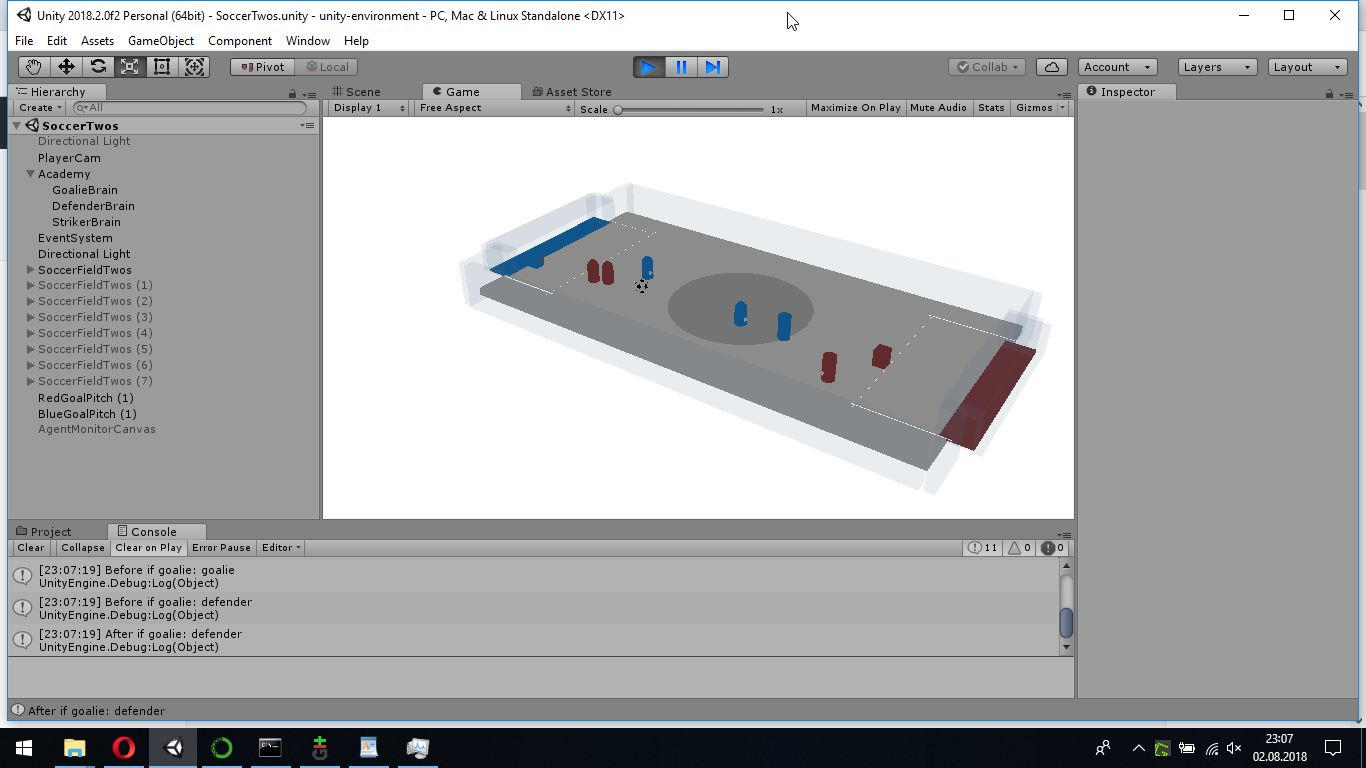 Unity 2018.2.0f2 Personal (64bit) - SoccerTwos.unity - unity-environment - PC, Mac & Linux Standalone <DX11>
File Edit Assets GameObject Component Window Help
Pivot Local Collab Account Layers Layout
Hierarchy Scene Game Asset Store Inspector
Create All Display 1 Free Aspect Scale 1x Maximize On Play Mute Audio Stats Gizmos
SoccerTwos
Directional Light
PlayerCam
Academy
GoalieBrain
DefenderBrain
StrikerBrain
EventSystem
Directional Light
SoccerFieldTwos
SoccerFieldTwos (1)
SoccerFieldTwos (2)
SoccerFieldTwos (3)
SoccerFieldTwos (4)
SoccerFieldTwos (5)
SoccerFieldTwos (6)
SoccerFieldTwos (7)
RedGoalPitch (1)
BlueGoalPitch (1)
AgentMonitorCanvas
Project Console
Clear Collapse Clear on Play Error Pause Editor 11 0 0
[23:07:19] Before if goalie: goalie
UnityEngine.Debug:Log(Object)
[23:07:19] Before if goalie: defender
UnityEngine.Debug:Log(Object)
[23:07:19] After if goalie: defender
UnityEngine.Debug:Log(Object)
After if goalie: defender
23:07
02.08.2018